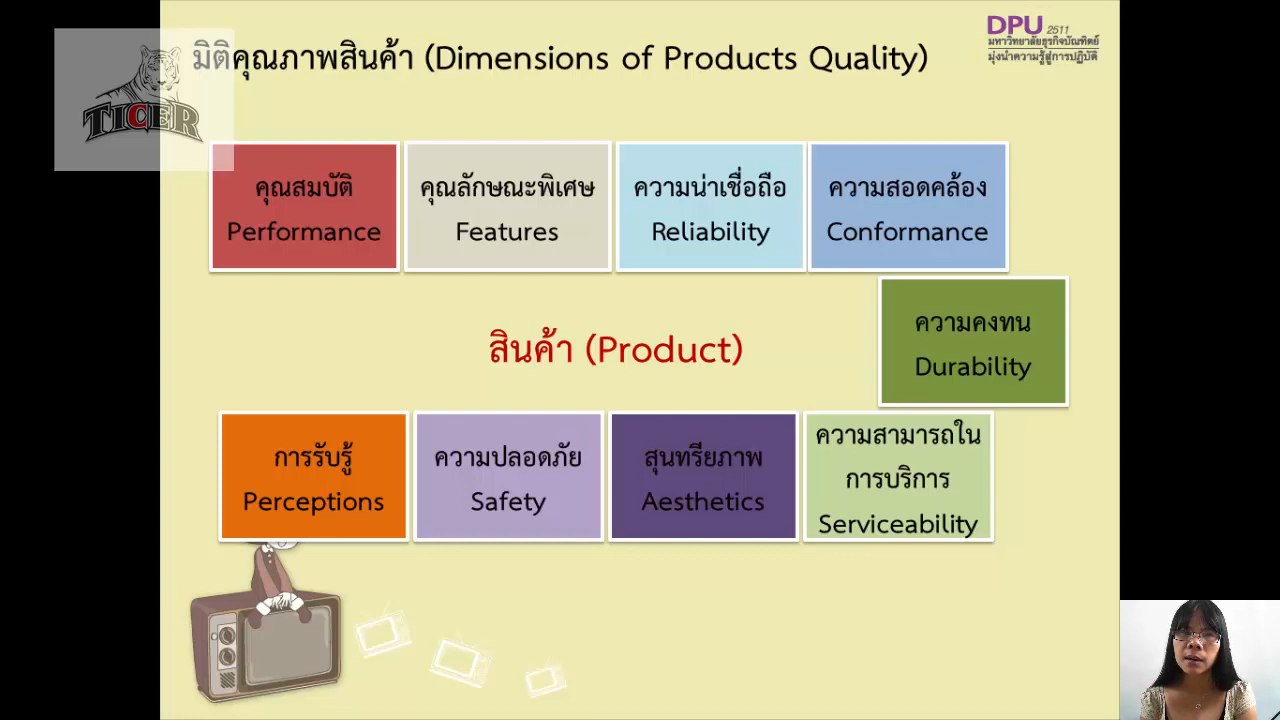 มิติคุณภาพสินค้า (Dimensions of Products Quality)
DPU 2511
มหาวิทยาลัยธุรกิจบัณฑิตย์
มุ่งนำความรู้สู่การปฏิบัติ
TICER
คุณสมบัติ
Performance
คุณลักษณะพิเศษ
Features
ความน่าเชื่อถือ
Reliability
ความสอดคล้อง
Conformance
ความคงทน
Durability
สินค้า (Product)
การรับรู้
Perceptions
ความปลอดภัย
Safety
สุนทรียภาพ
Aesthetics
ความสามารถใน
การบริการ
Serviceability